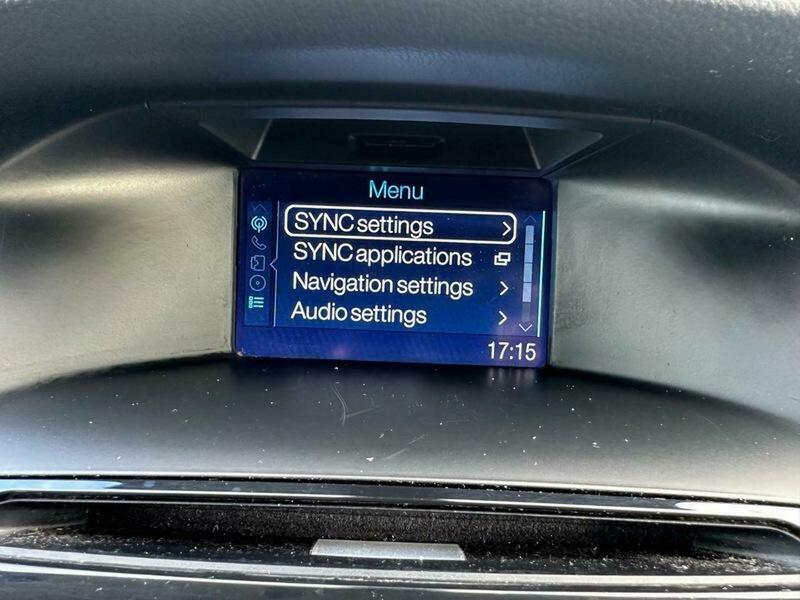 Menu
SYNC settings
SYNC applications
Navigation settings
Audio settings
17:15